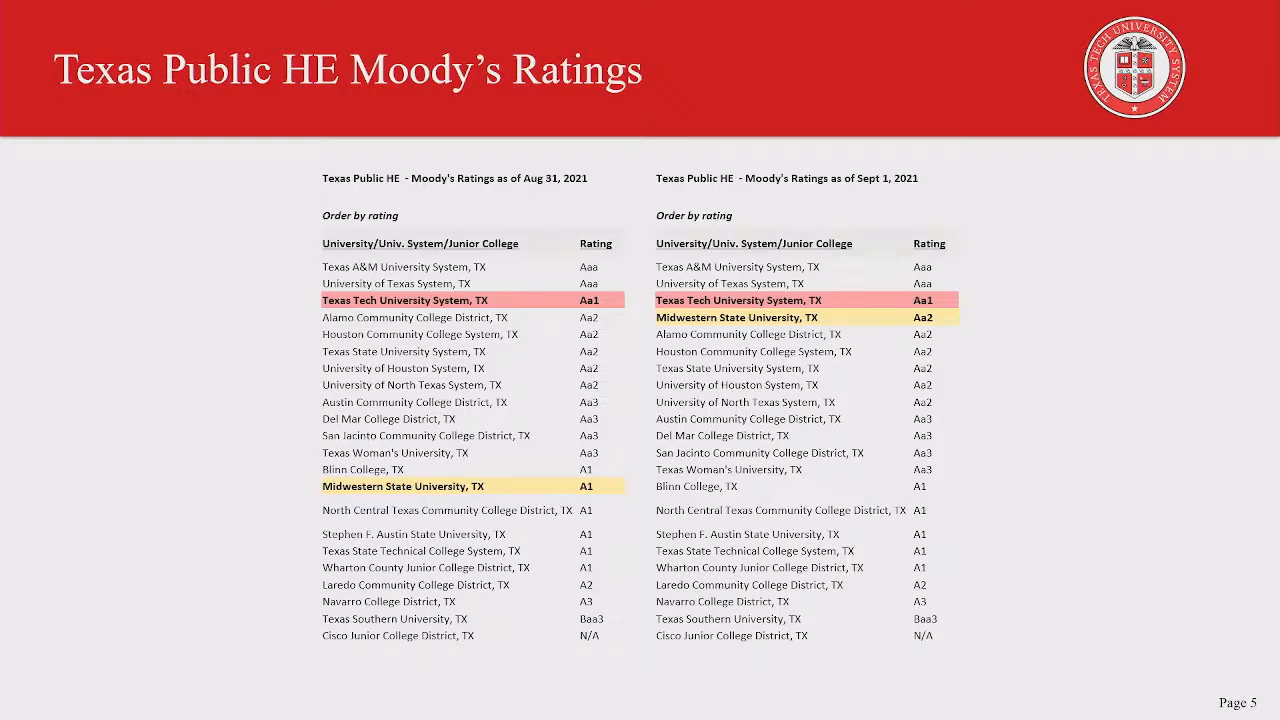 Texas Public HE Moody's Ratings
TEXAS TECH UNIVERSITY SYSTEM
Texas Public HE - Moody's Ratings as of Aug 31, 2021
Order by rating
University/Univ. System/Junior College Rating
Texas A&M University System, TX Aaa
University of Texas System, TX Aaa
Texas Tech University System, TX Aa1
Alamo Community College District, TX Aa2
Houston Community College System, TX Aa2
Texas State University System, TX Aa2
University of Houston System, TX Aa2
University of North Texas System, TX Aa2
Austin Community College District, TX Aa3
Del Mar College District, TX Aa3
San Jacinto Community College District, TX Aa3
Texas Woman's University, TX Aa3
Blinn College, TX A1
Midwestern State University, TX A1
North Central Texas Community College District, TX A1
Stephen F. Austin State University, TX A1
Texas State Technical College System, TX A1
Wharton County Junior College District, TX A1
Laredo Community College District, TX A2
Navarro College District, TX A3
Texas Southern University, TX Baa3
Cisco Junior College District, TX N/A
Texas Public HE - Moody's Ratings as of Sept 1, 2021
Order by rating
University/Univ. System/Junior College Rating
Texas A&M University System, TX Aaa
University of Texas System, TX Aaa
Texas Tech University System, TX Aa1
Midwestern State University, TX Aa2
Alamo Community College District, TX Aa2
Houston Community College System, TX Aa2
Texas State University System, TX Aa2
University of Houston System, TX Aa2
University of North Texas System, TX Aa2
Austin Community College District, TX Aa3
Del Mar College District, TX Aa3
San Jacinto Community College District, TX Aa3
Texas Woman's University, TX Aa3
Blinn College, TX A1
North Central Texas Community College District, TX A1
Stephen F. Austin State University, TX A1
Texas State Technical College System, TX A1
Wharton County Junior College District, TX A1
Laredo Community College District, TX A2
Navarro College District, TX A3
Texas Southern University, TX Baa3
Cisco Junior College District, TX N/A
Page 5